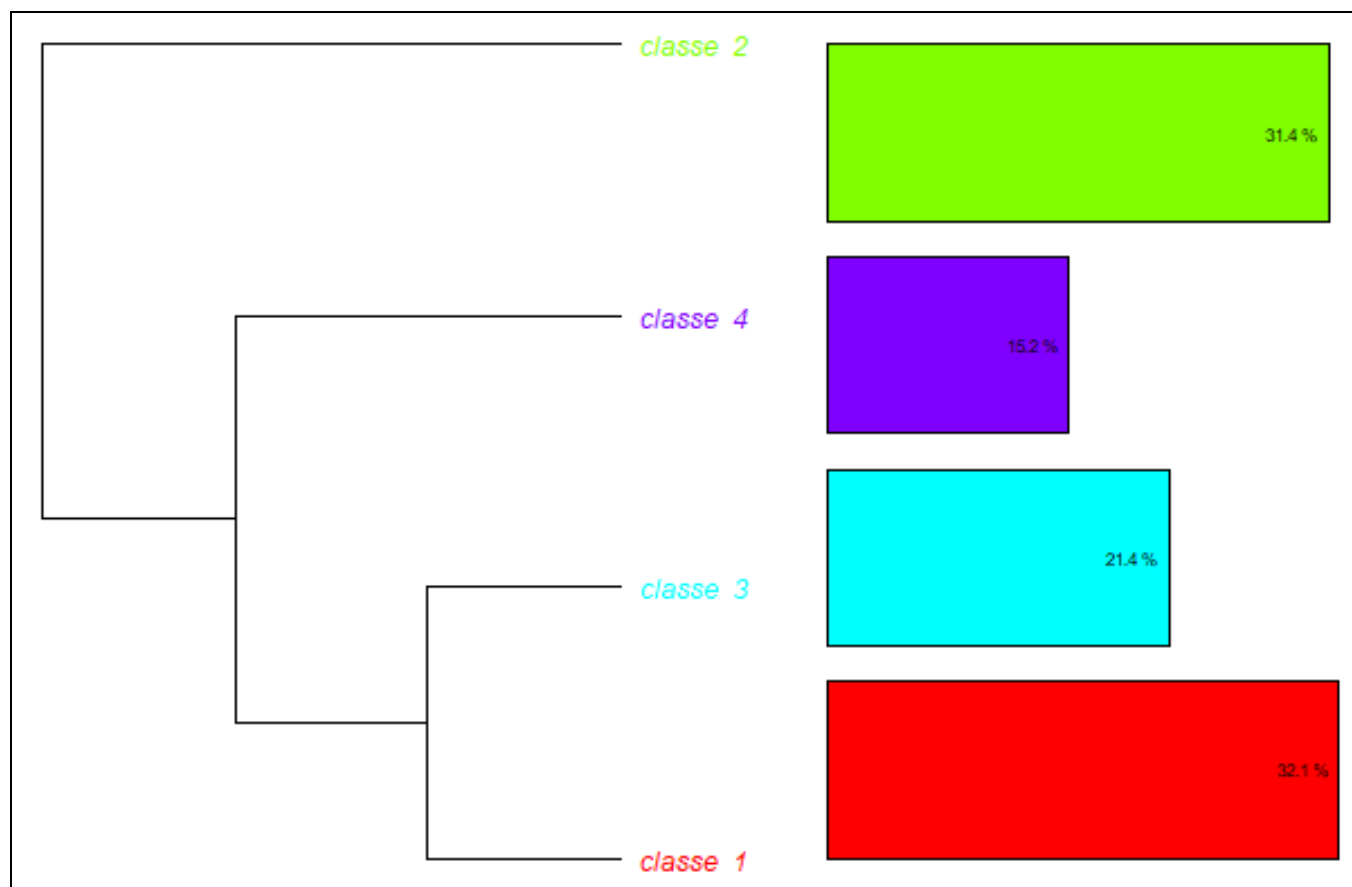 classe 2
31.4 %
classe 4
15.2 %
classe 3
21.4 %
32.1 %
classe 1